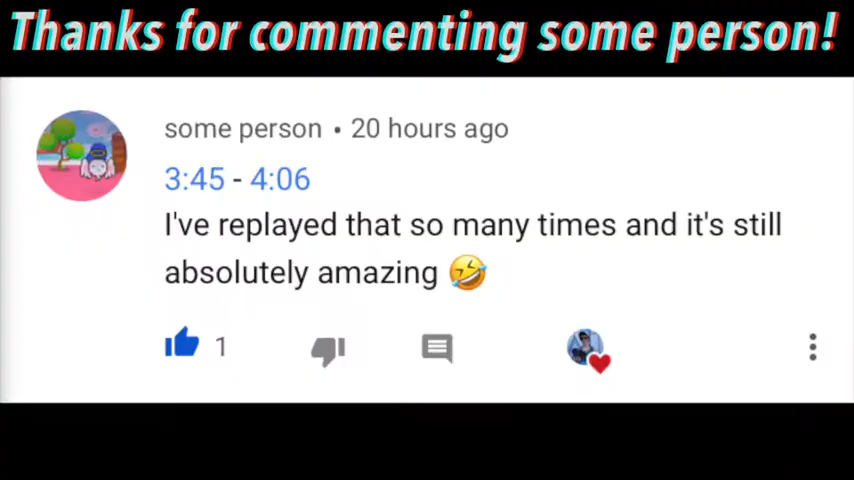 Thanks for commenting some person!
some person • 20 hours ago
3:45 - 4:06
I've replayed that so many times and it's still
absolutely amazing 🤣
1